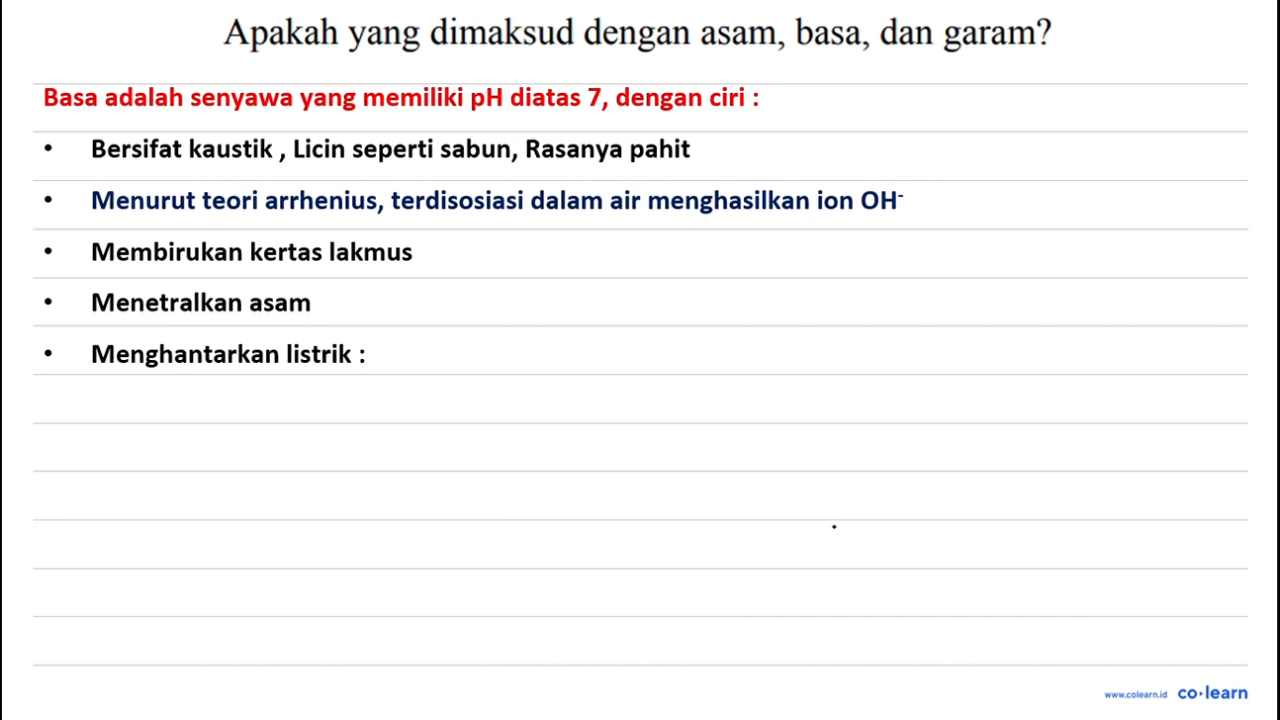 Apakah yang dimaksud dengan asam, basa, dan garam?
Basa adalah senyawa yang memiliki pH diatas 7, dengan ciri :
• Bersifat kaustik , Licin seperti sabun, Rasanya pahit
• Menurut teori arrhenius, terdisosiasi dalam air menghasilkan ion OH⁻
• Membirukan kertas lakmus
• Menetralkan asam
• Menghantarkan listrik :
www.colearn.id co·learn